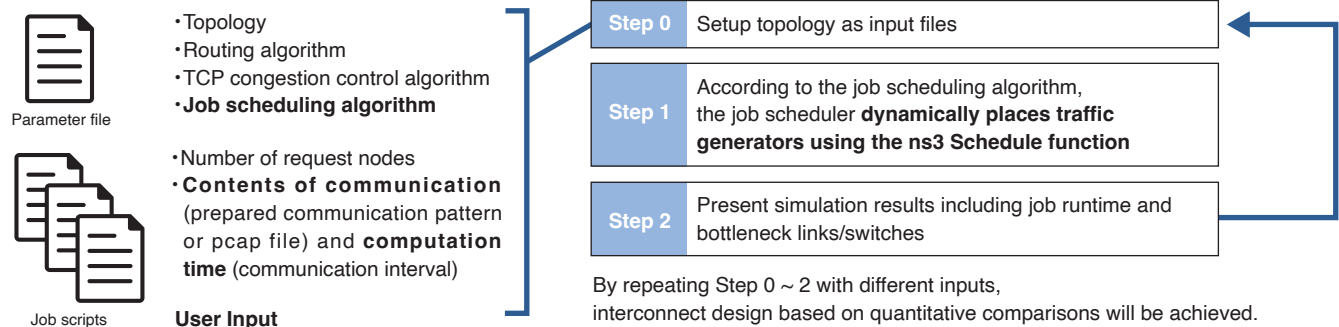 Parameter file
・Topology
・Routing algorithm
・TCP congestion control algorithm
・Job scheduling algorithm
Job scripts
・Number of request nodes
・Contents of communication
(prepared communication pattern
or pcap file) and computation
time (communication interval)
User Input
Step 0
Setup topology as input files
Step 1
According to the job scheduling algorithm,
the job scheduler dynamically places traffic
generators using the ns3 Schedule function
Step 2
Present simulation results including job runtime and
bottleneck links/switches
By repeating Step 0 ~ 2 with different inputs,
interconnect design based on quantitative comparisons will be achieved.